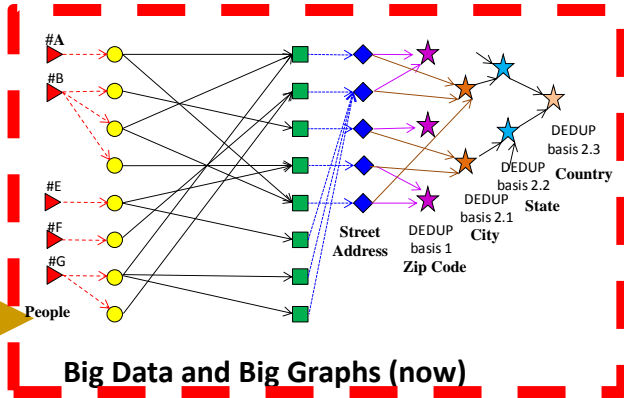 #A
#B
#E
#F
#G
People
Street
Address
DEDUP
basis 1
Zip Code
DEDUP
basis 2.1
City
DEDUP
basis 2.2
State
DEDUP
basis 2.3
Country
Big Data and Big Graphs (now)